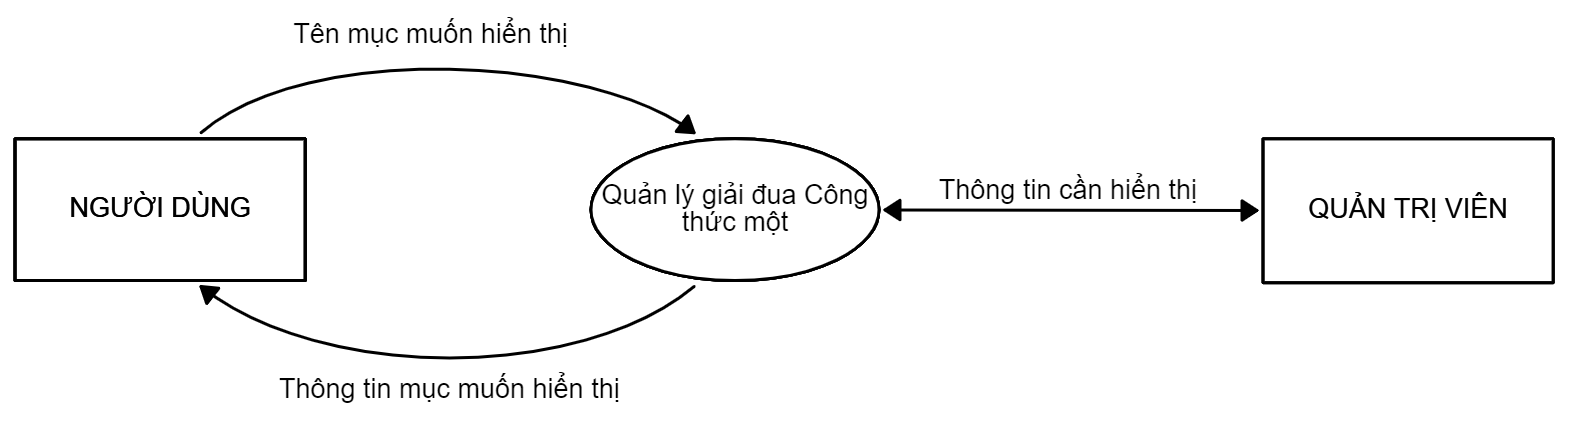 Tên mục muốn hiển thị
NGƯỜI DÙNG
Quản lý giải đua Công
thức một
Thông tin cần hiển thị
QUẢN TRỊ VIÊN
Thông tin mục muốn hiển thị